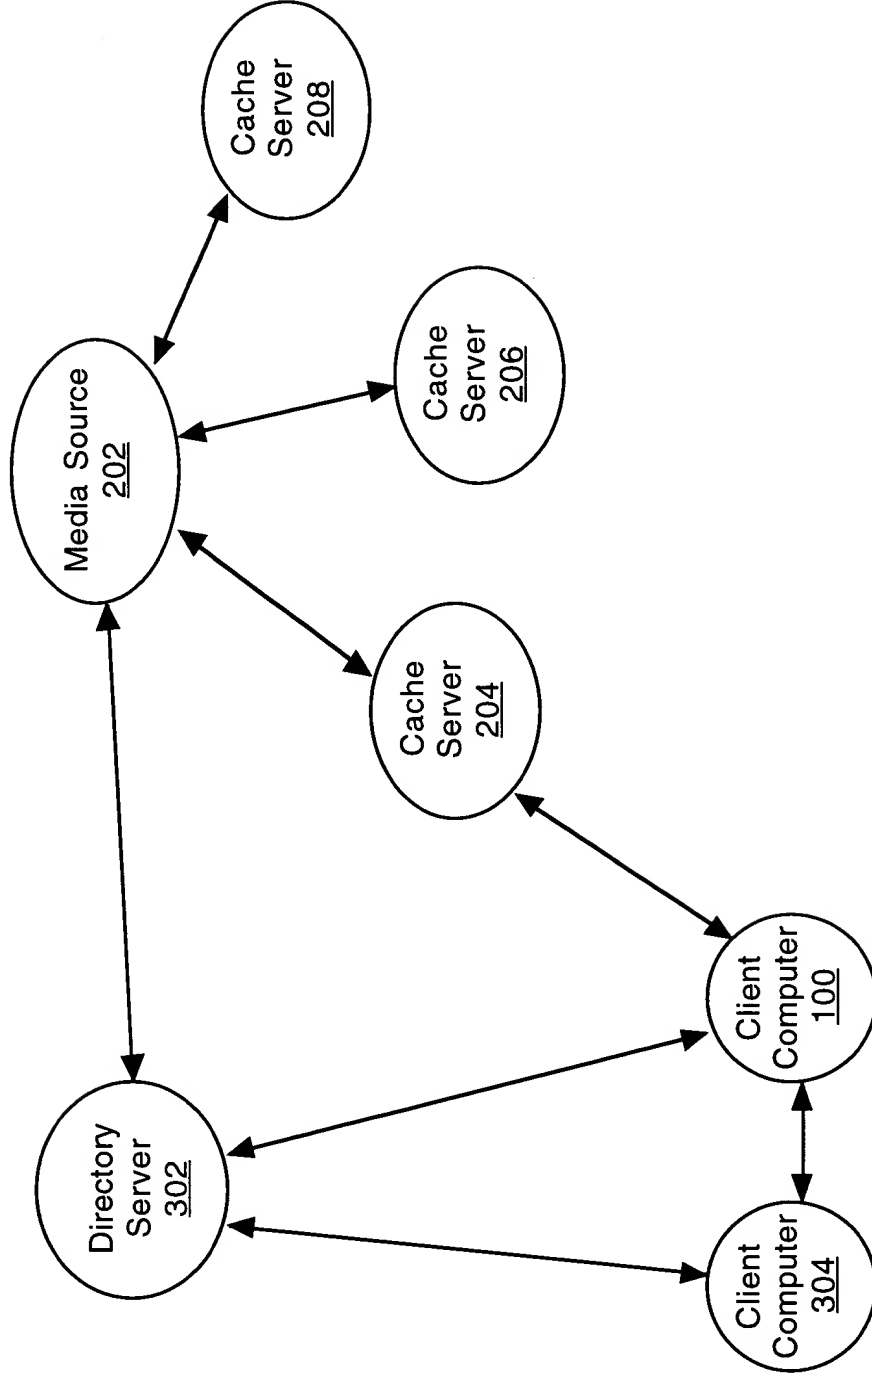 Directory
Server
302
Media Source
202
Cache
Server
208
Cache
Server
206
Cache
Server
204
Client
Computer
100
Client
Computer
304